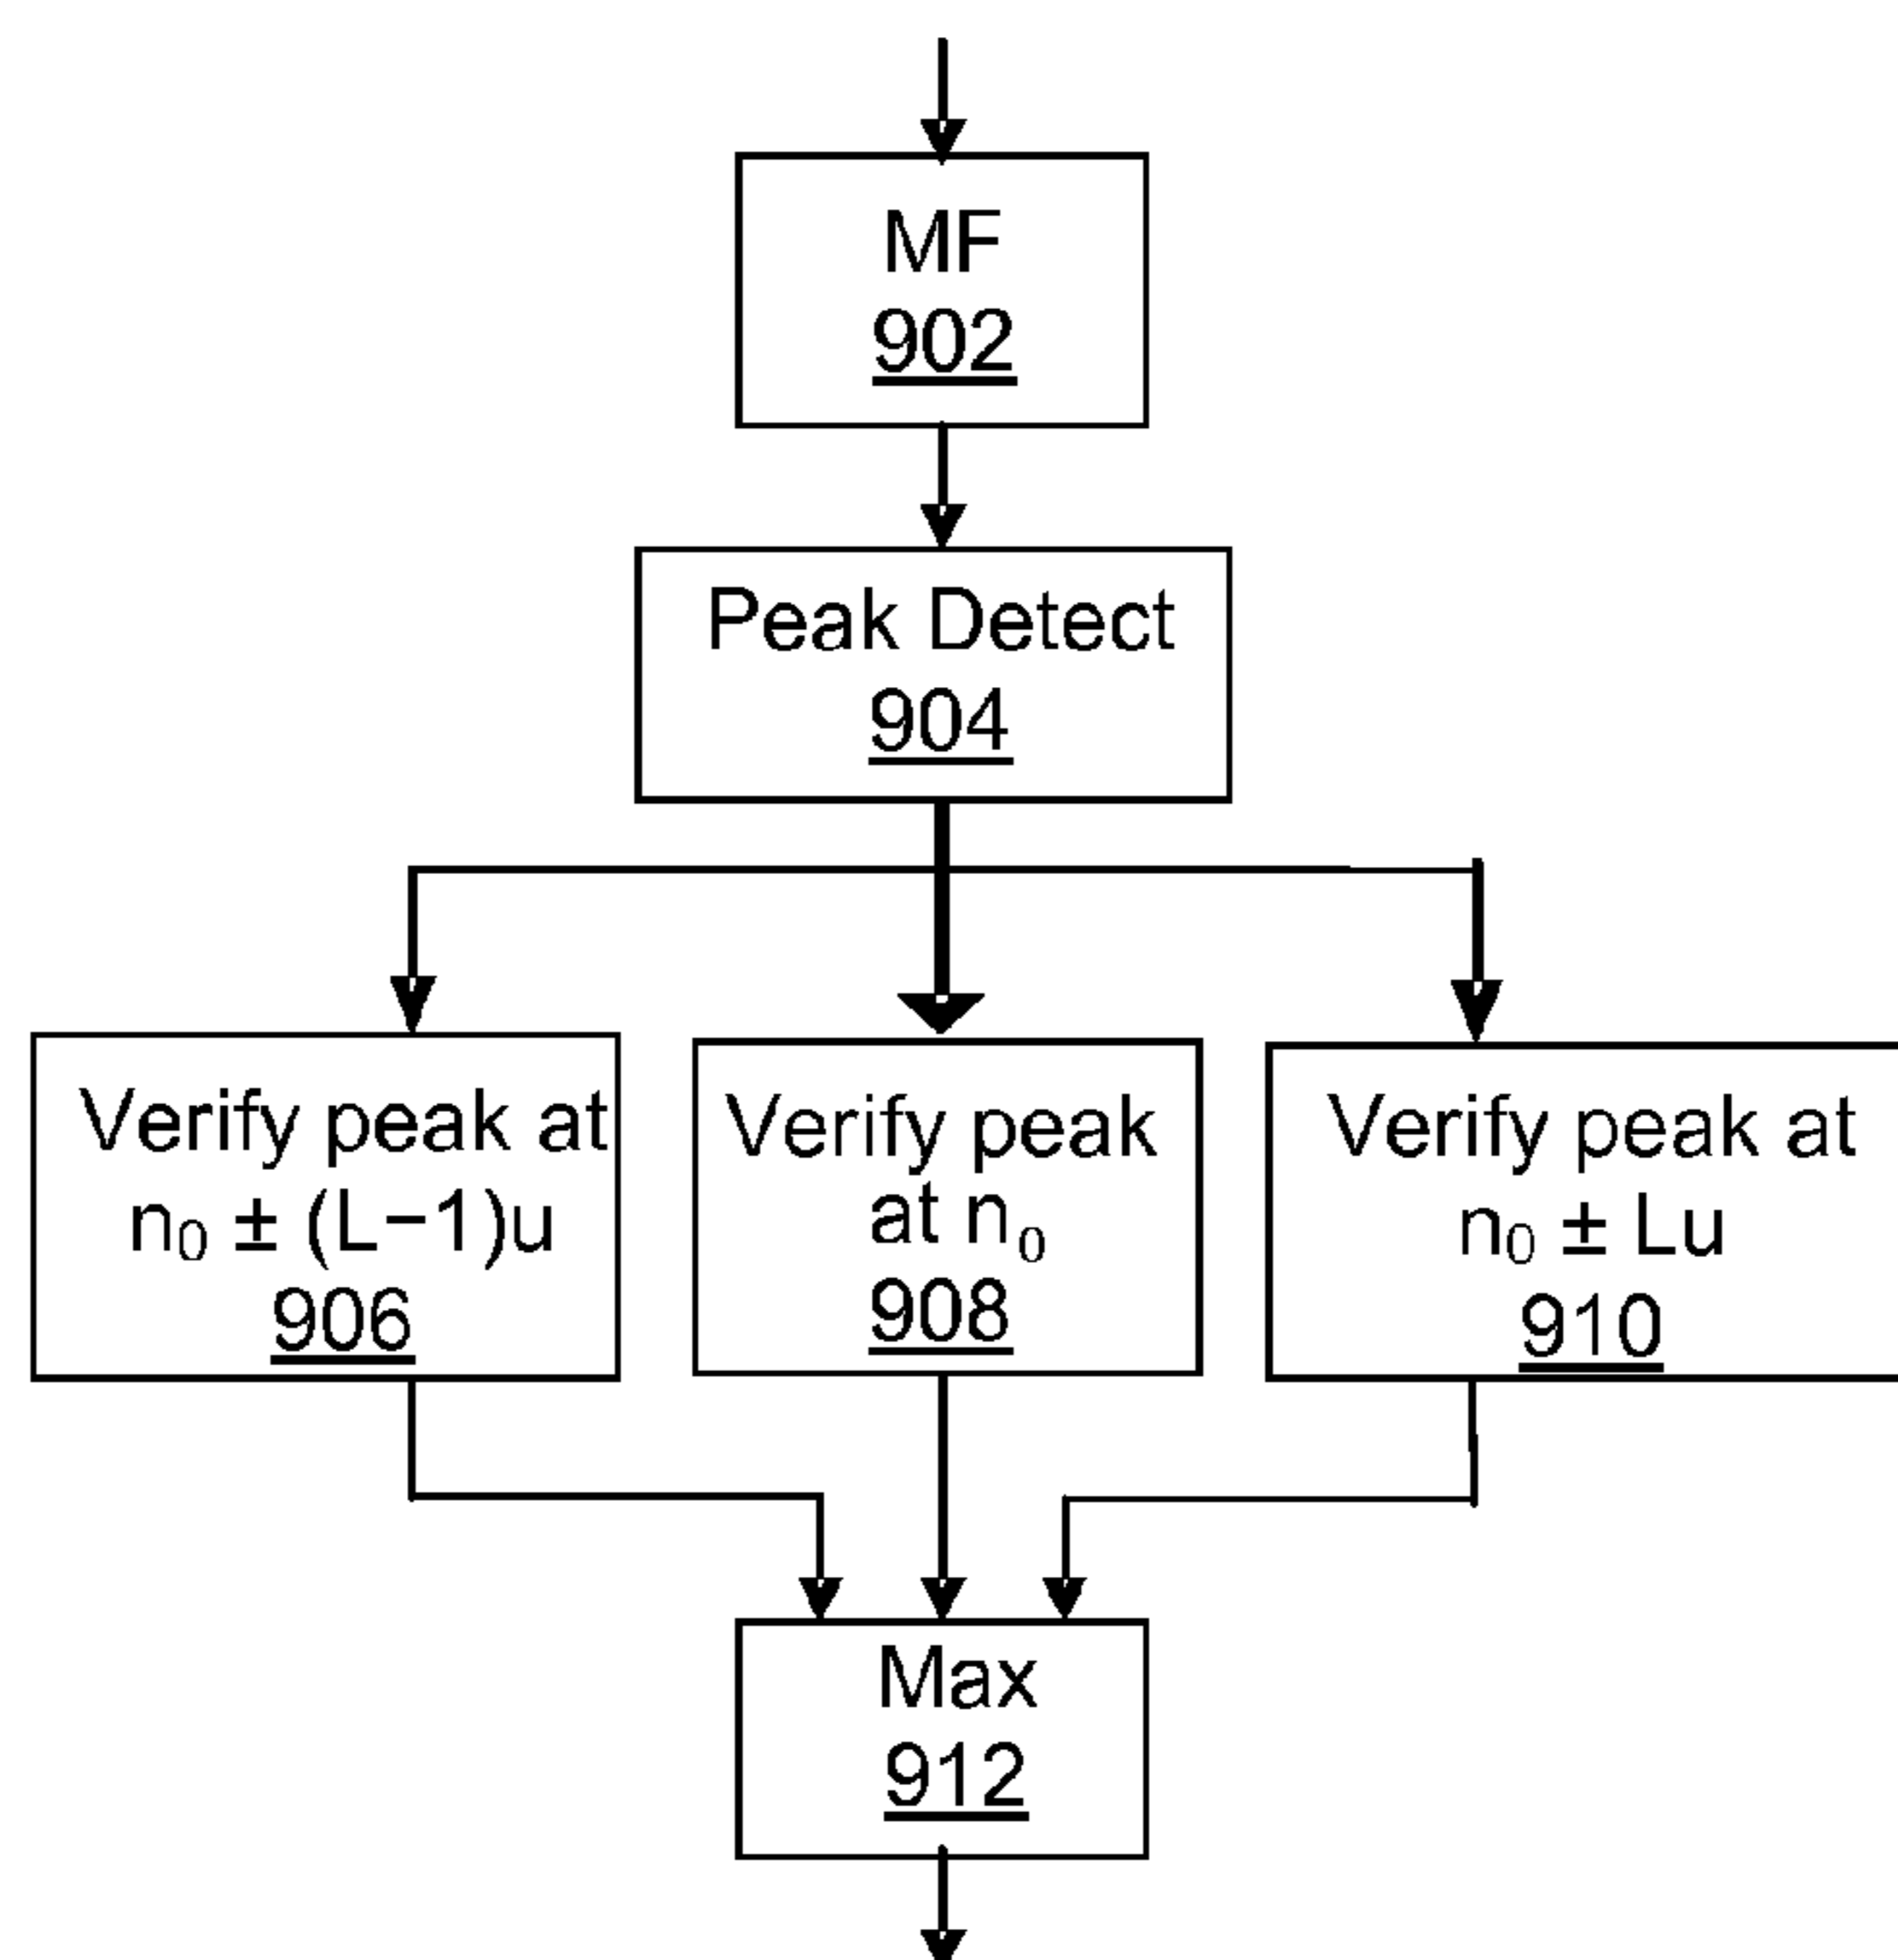 MF
902
Peak Detect
904
Verify peak at
n₀ ± (L−1)u
906
Verify peak
at n₀
908
Verify peak at
n₀ ± Lu
910
Max
912